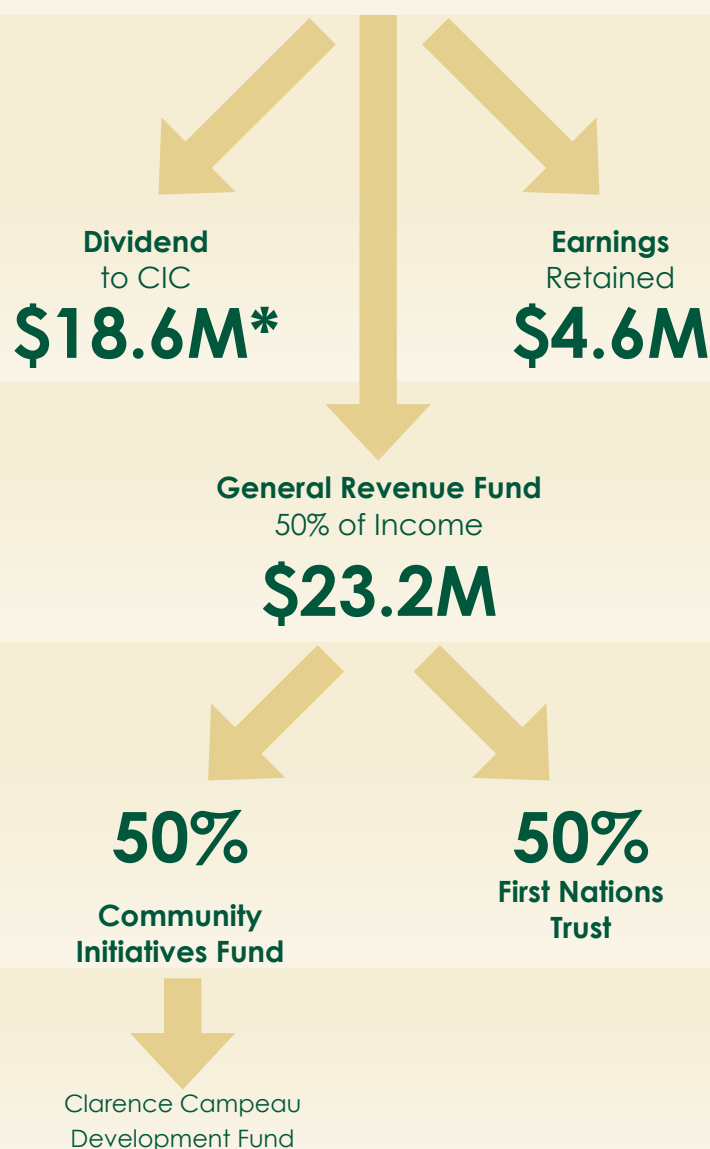 Dividend
to CIC
$18.6M*
Earnings
Retained
$4.6M
General Revenue Fund
50% of Income
$23.2M
50%
Community
Initiatives Fund
50%
First Nations
Trust
Clarence Campeau
Development Fund